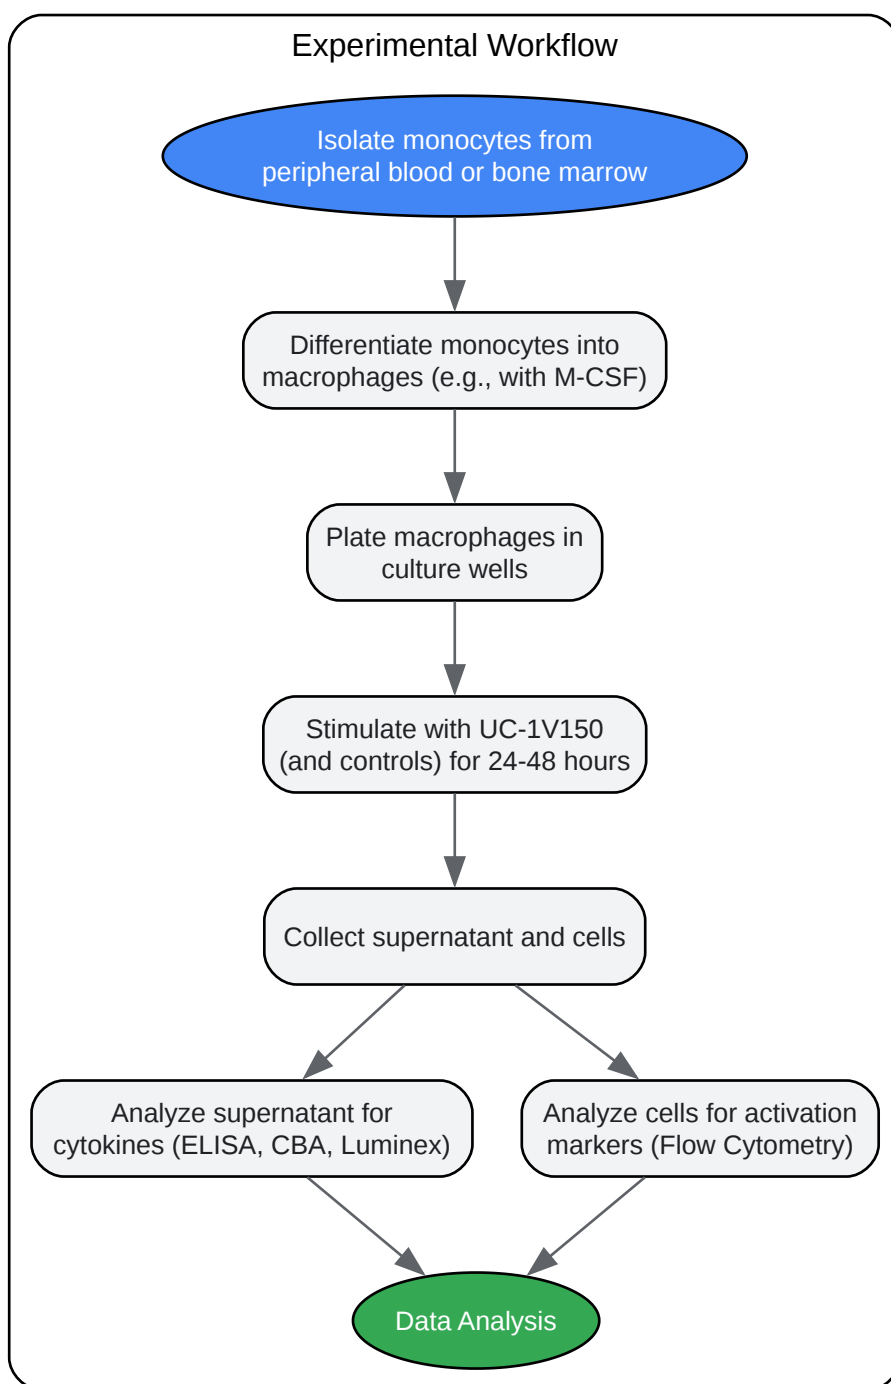 Experimental Workflow
Isolate monocytes from
peripheral blood or bone marrow
Differentiate monocytes into
macrophages (e.g., with M-CSF)
Plate macrophages in
culture wells
Stimulate with UC-1V150
(and controls) for 24-48 hours
Collect supernatant and cells
Analyze supernatant for
cytokines (ELISA, CBA, Luminex)
Analyze cells for activation
markers (Flow Cytometry)
Data Analysis